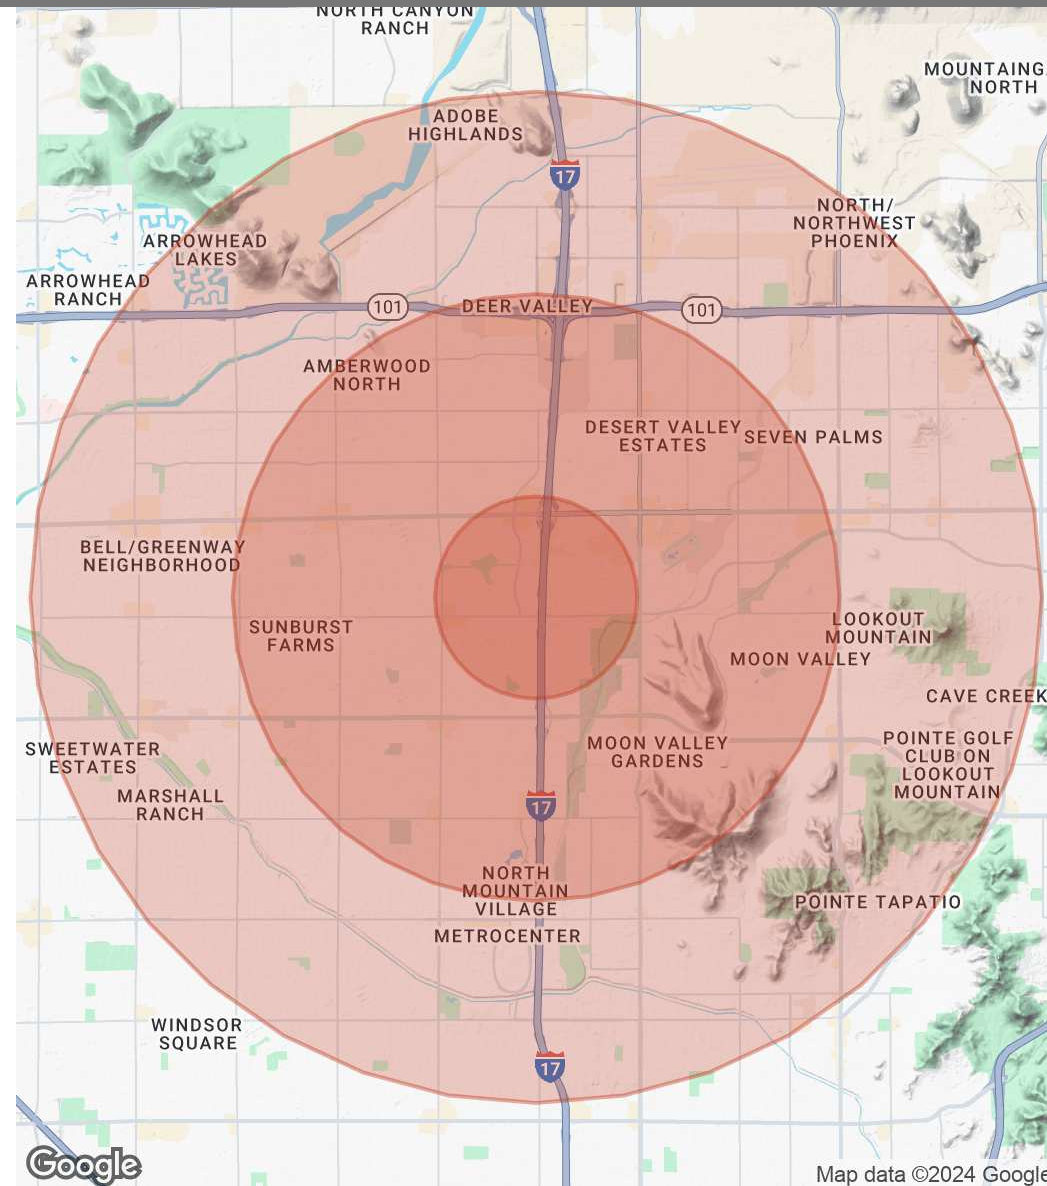 NORTH CANYON
RANCH
MOUNTAING
NORTH
ADOBE
HIGHLANDS
17
NORTH/
NORTHWEST
PHOENIX
ARROWHEAD
LAKES
ARROWHEAD
RANCH
101
DEER VALLEY
101
AMBERWOOD
NORTH
DESERT VALLEY
ESTATES
SEVEN PALMS
BELL/GREENWAY
NEIGHBORHOOD
SUNBURST
FARMS
LOOKOUT
MOUNTAIN
MOON VALLEY
CAVE CREEK
SWEETWATER
ESTATES
MOON VALLEY
GARDENS
POINTE GOLF
CLUB ON
LOOKOUT
MOUNTAIN
MARSHALL
RANCH
17
NORTH
MOUNTAIN
VILLAGE
POINTE TAPATIO
METROCENTER
WINDSOR
SQUARE
17
Google
Map data ©2024 Google